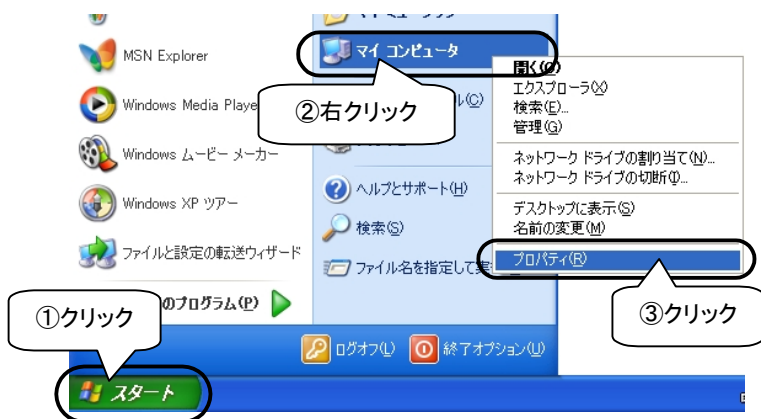 MSN Explorer
Windows Media Playe
Windows ムービー メーカー
Windows XP ツアー
ファイルと設定の転送ウィザード
のプログラム(P)
マイ コンピュータ
ル(C)
ヘルプとサポート(H)
検索(S)
ファイル名を指定して実
開く(O)
エクスプローラ(X)
検索(E)...
管理(G)
ネットワーク ドライブの割り当て(N)...
ネットワーク ドライブの切断(I)...
デスクトップに表示(S)
名前の変更(M)
プロパティ(R)
②右クリック
①クリック
③クリック
ログオフ(L)
終了オプション(U)
スタート